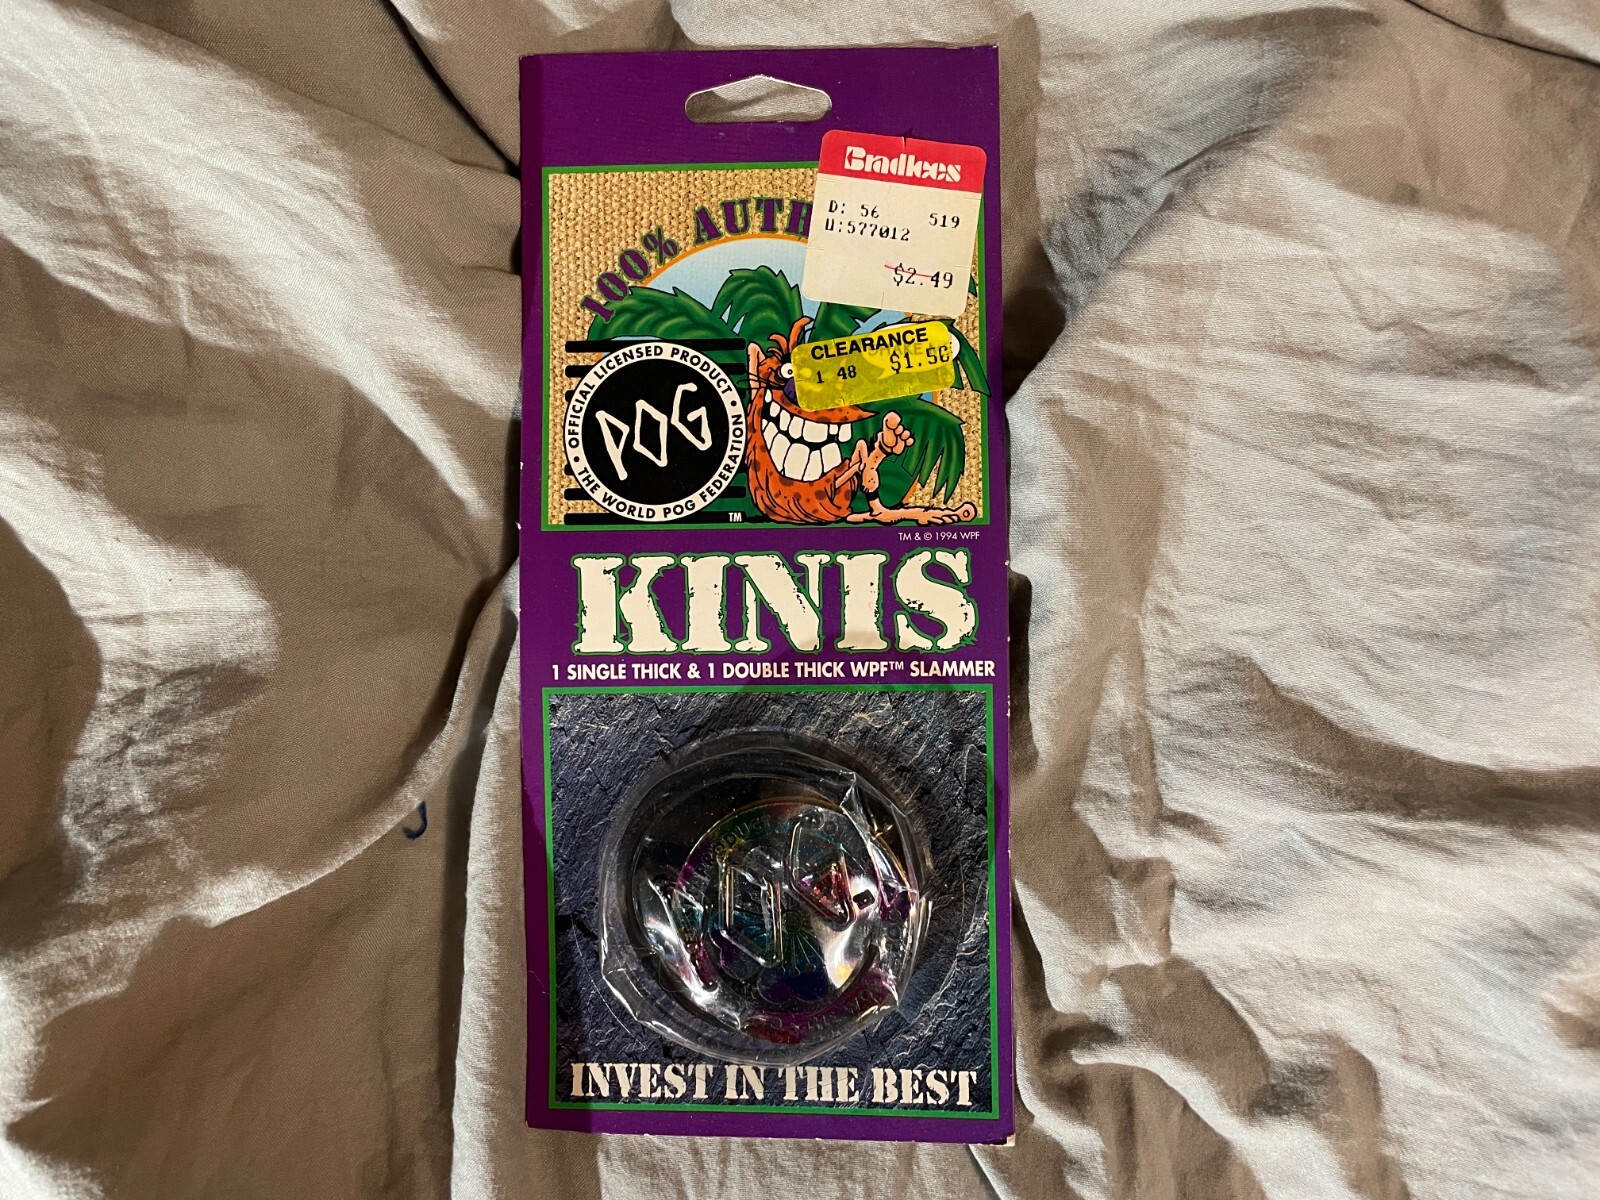 Bradlees
D: 56 519
U:577012
$2.49
100%
CLEARANCE
1 48 $1.50
OFFICIAL LICENSED PRODUCT
POG
THE WORLD POG FEDERATION
TM
TM & © 1994 WPF
KINIS
1 SINGLE THICK & 1 DOUBLE THICK WPF™ SLAMMER
INVEST IN THE BEST